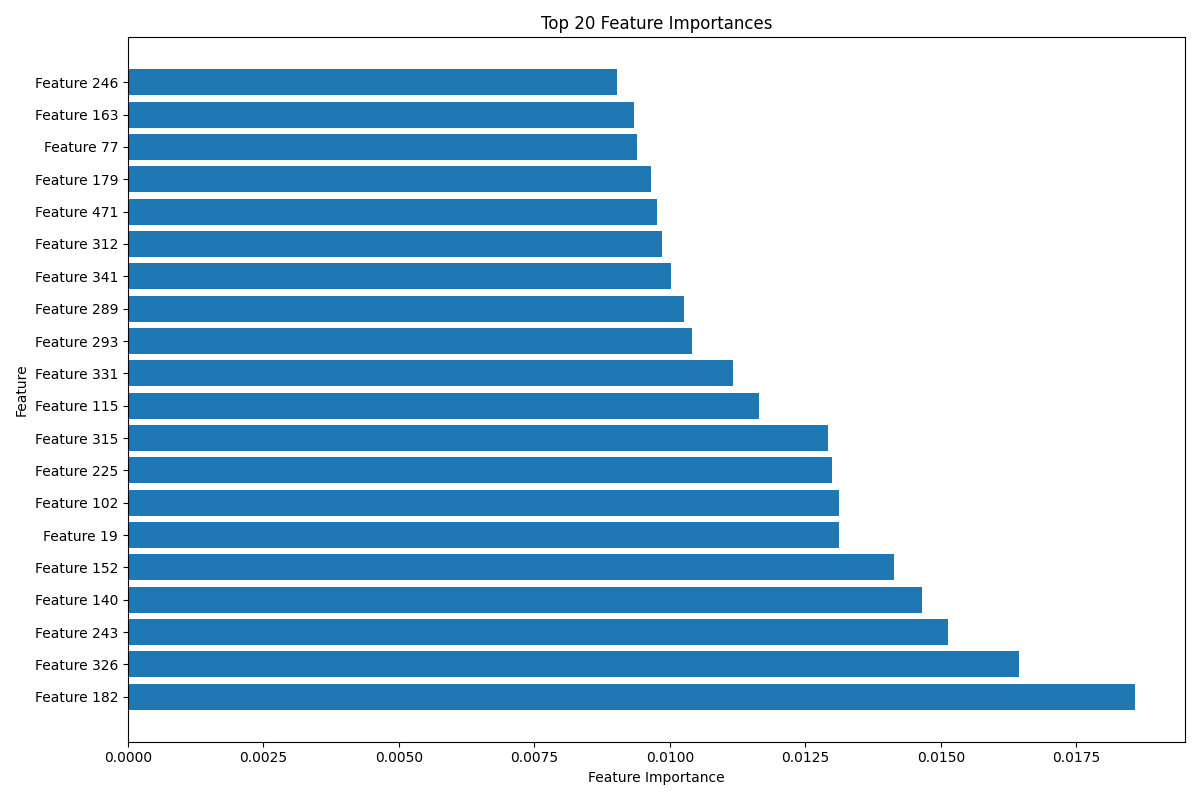 Top 20 Feature Importances
Feature
Feature 246
Feature 163
Feature 77
Feature 179
Feature 471
Feature 312
Feature 341
Feature 289
Feature 293
Feature 331
Feature 115
Feature 315
Feature 225
Feature 102
Feature 19
Feature 152
Feature 140
Feature 243
Feature 326
Feature 182
0.0000 0.0025 0.0050 0.0075 0.0100 0.0125 0.0150 0.0175
Feature Importance